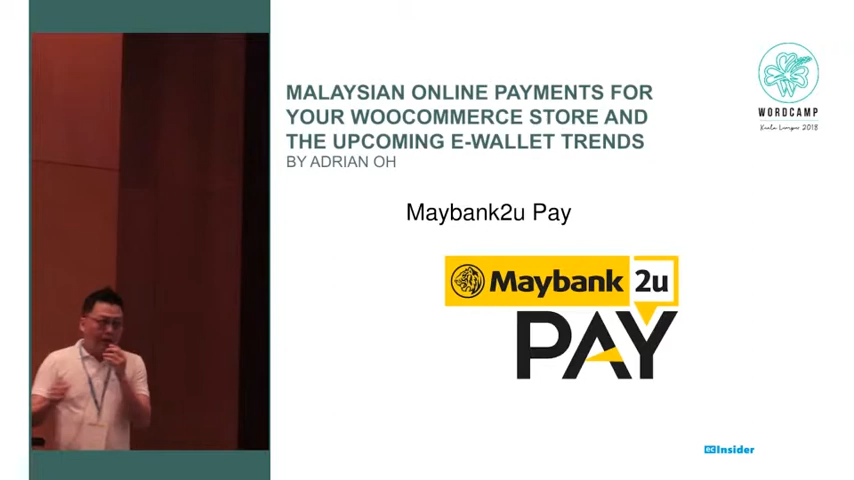 MALAYSIAN ONLINE PAYMENTS FOR
YOUR WOOCOMMERCE STORE AND
THE UPCOMING E-WALLET TRENDS
BY ADRIAN OH
WORDCAMP
Kuala Lumpur 2018
Maybank2u Pay
Maybank 2u
PAY
ecInsider